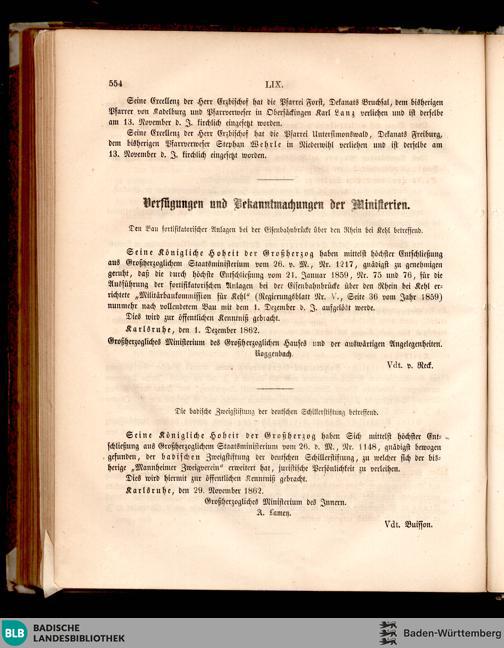 554 LIX.
Seine Excellenz der Herr Erzbischof hat die Pfarrei Forst, Dekanats Bruchsal, dem bisherigen
Pfarrer von Kadelburg und Pfarrverweser in Obersäckingen Karl Lanz verliehen und ist derselbe
am 13. November d. J. kirchlich eingesetzt worden.
Seine Excellenz der Herr Erzbischof hat die Pfarrei Untersimonswald, Dekanats Freiburg,
dem bisherigen Pfarrverweser Stephan Wehrle in Niederwihl verliehen und ist derselbe am
13. November d. J. kirchlich eingesetzt worden.
Verfügungen und Bekanntmachungen der Ministerien.
Den Bau fortifikatorischer Anlagen bei der Eisenbahnbrücke über den Rhein bei Kehl betreffend.
Seine Königliche Hoheit der Großherzog haben mittelst höchster Entschließung
aus Großherzoglichem Staatsministerium vom 26. v. M., Nr. 1217, gnädigst zu genehmigen
geruht, daß die durch höchste Entschließung vom 21. Januar 1859, Nr. 75 und 76, für die
Ausführung der fortifikatorischen Anlagen bei der Eisenbahnbrücke über den Rhein bei Kehl er-
richtete „Militärbaukommission für Kehl“ (Regierungsblatt Nr. V., Seite 36 vom Jahr 1859)
nunmehr nach vollendetem Bau mit dem 1. Dezember d. J. aufgelöst werde.
Dies wird zur öffentlichen Kenntniß gebracht.
Karlsruhe, den 1. Dezember 1862.
Großherzogliches Ministerium des Großherzoglichen Hauses und der auswärtigen Angelegenheiten.
Roggenbach.
Vdt. v. Reck.
Die badische Zweigstiftung der deutschen Schillerstiftung betreffend.
Seine Königliche Hoheit der Großherzog haben Sich mittelst höchster Ent-
schließung aus Großherzoglichem Staatsministerium vom 26. d. M., Nr. 1148, gnädigst bewogen
gefunden, der badischen Zweigstiftung der deutschen Schillerstiftung, zu welcher sich der bis-
herige „Mannheimer Zweigverein“ erweitert hat, juristische Persönlichkeit zu verleihen.
Dies wird hiermit zur öffentlichen Kenntniß gebracht.
Karlsruhe, den 29. November 1862.
Großherzogliches Ministerium des Innern.
A. Lamey.
Vdt. Buisson.
BLB BADISCHE
LANDESBIBLIOTHEK
Baden-Württemberg